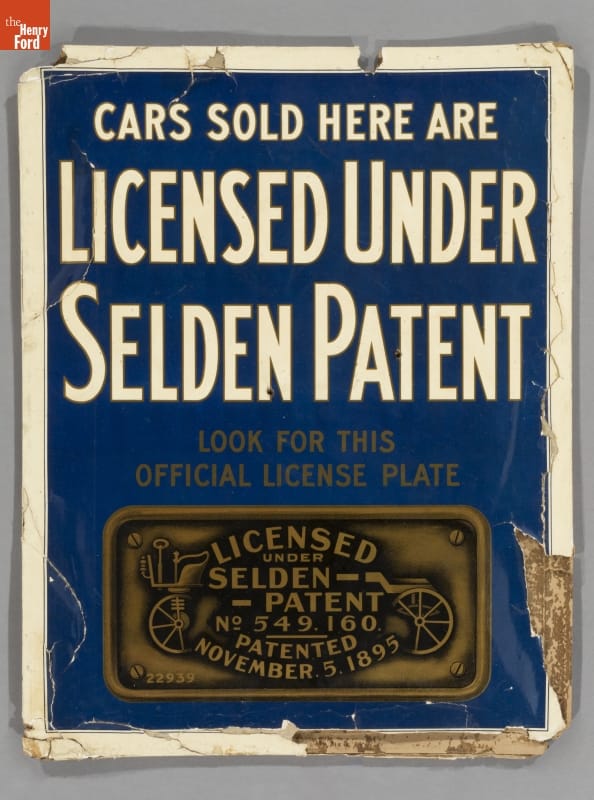 the
Henry
Ford
CARS SOLD HERE ARE
LICENSED UNDER
SELDEN PATENT
LOOK FOR THIS
OFFICIAL LICENSE PLATE
LICENSED
UNDER
SELDEN—
—PATENT
Nº 549.160.
PATENTED
NOVEMBER.5.1895
22939